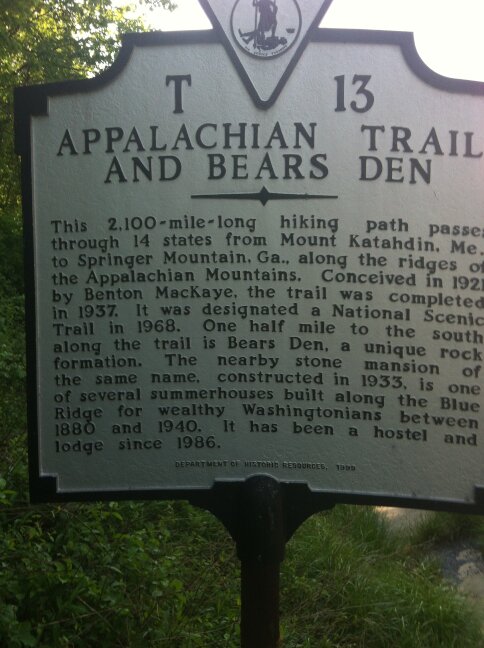 T 13
APPALACHIAN TRAIL
AND BEARS DEN
This 2,100-mile-long hiking path passes
through 14 states from Mount Katahdin, Me.,
to Springer Mountain, Ga., along the ridges of
the Appalachian Mountains. Conceived in 1921
by Benton MacKaye, the trail was completed
in 1937. It was designated a National Scenic
Trail in 1968. One half mile to the south
along the trail is Bears Den, a unique rock
formation. The nearby stone mansion of
the same name, constructed in 1933, is one
of several summerhouses built along the Blue
Ridge for wealthy Washingtonians between
1880 and 1940. It has been a hostel and
lodge since 1986.
DEPARTMENT OF HISTORIC RESOURCES, 1999